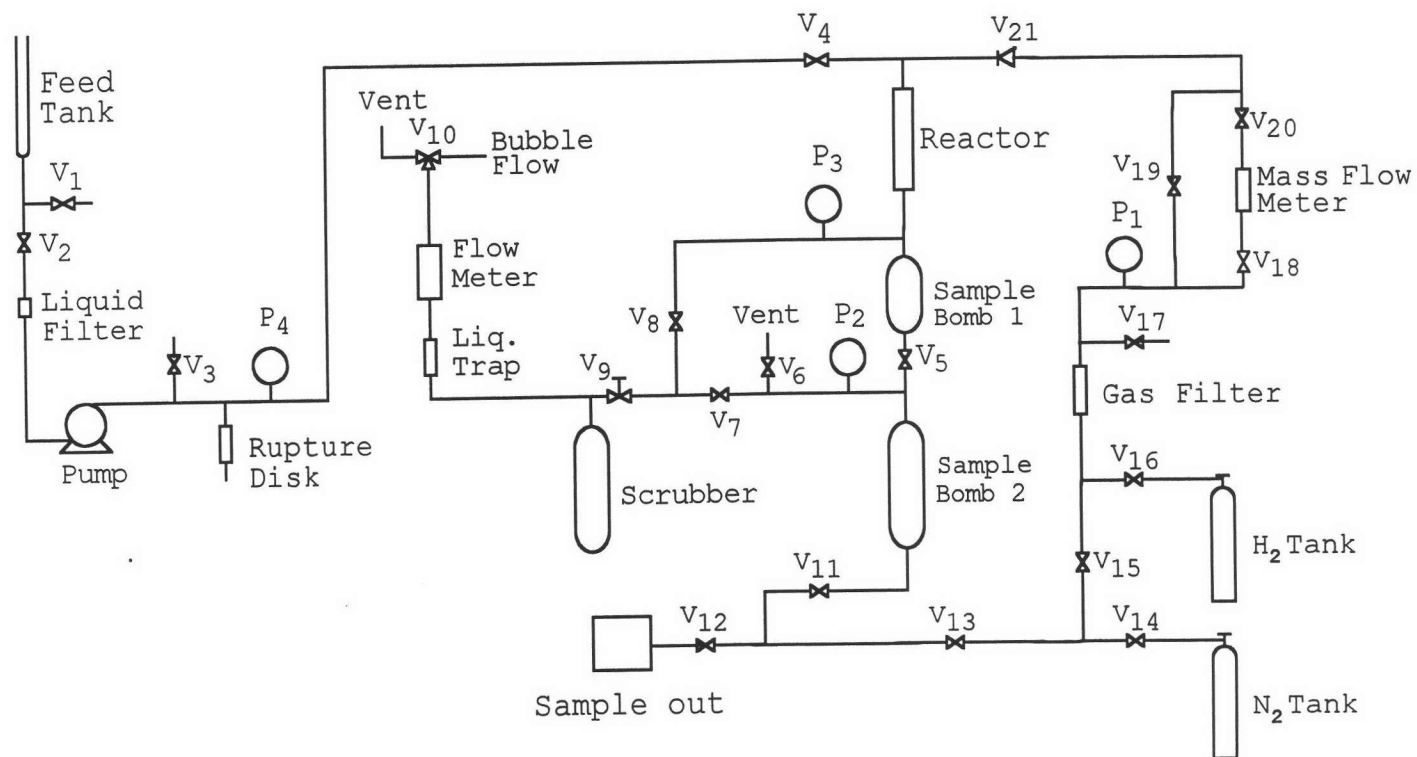 V4
V21
Feed
Tank
Vent
V10
Bubble
Flow
Reactor
V20
V1
P3
V19
Mass Flow
Meter
P1
V2
Flow
Meter
V18
Liquid
Filter
P4
V8
Vent
P2
Sample
Bomb 1
V17
V3
Liq.
Trap
V9
V6
V5
Gas Filter
V7
Pump
Rupture
Disk
Scrubber
Sample
Bomb 2
V16
H2 Tank
V11
V15
V12
V13
V14
Sample out
N2 Tank